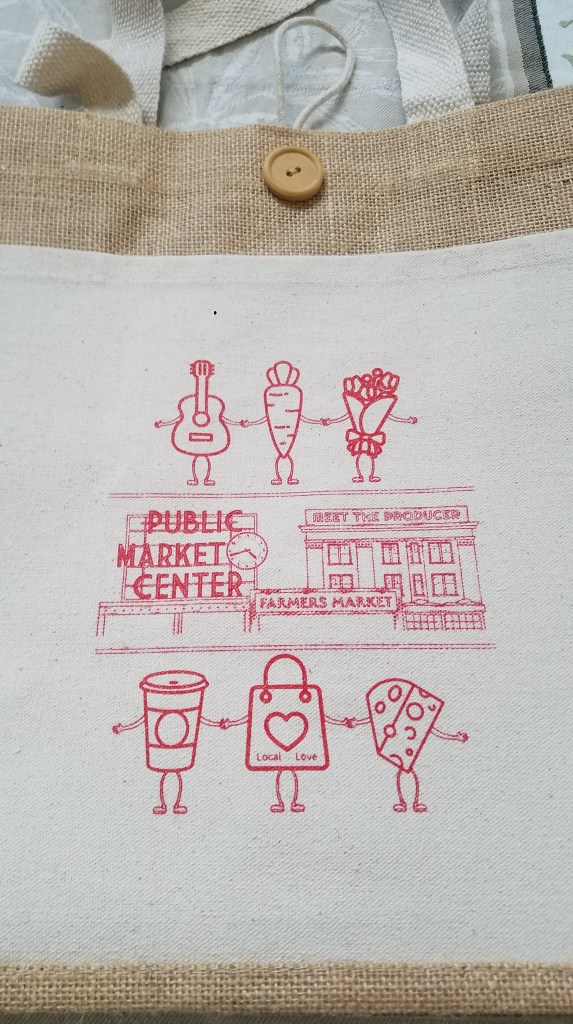 PUBLIC
MARKET
CENTER
MEET THE PRODUCER
FARMERS MARKET
Local Love